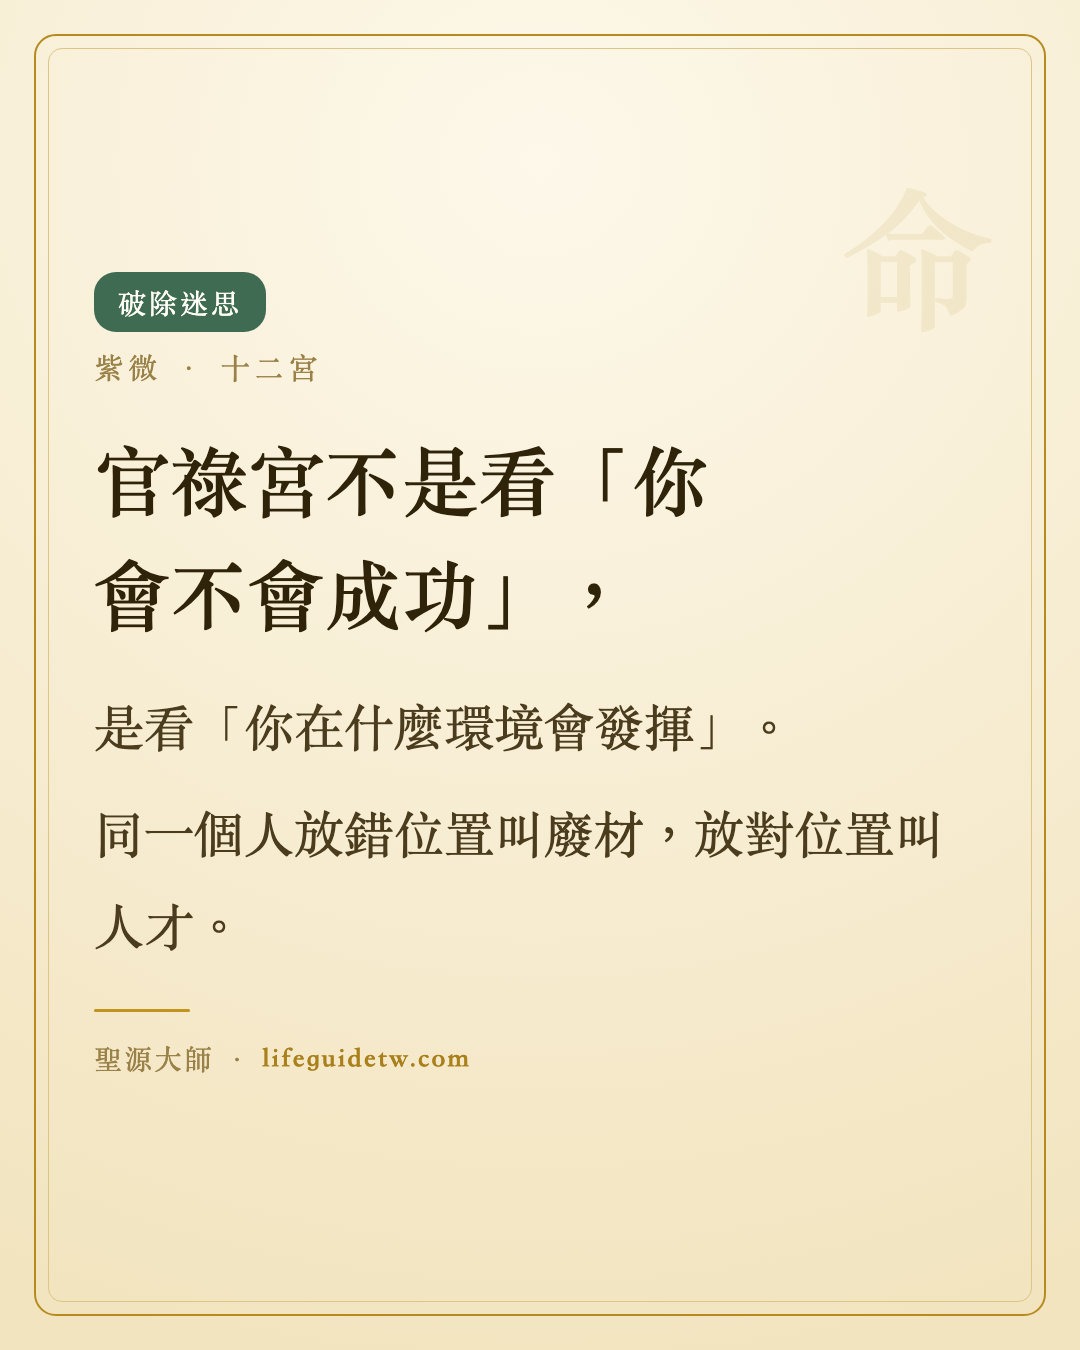 命
破除迷思
紫微 · 十二宮
官祿宮不是看「你
會不會成功」，
是看「你在什麼環境會發揮」。
同一個人放錯位置叫廢材，放對位置叫
人才。
聖源大師 · lifeguidetw.com